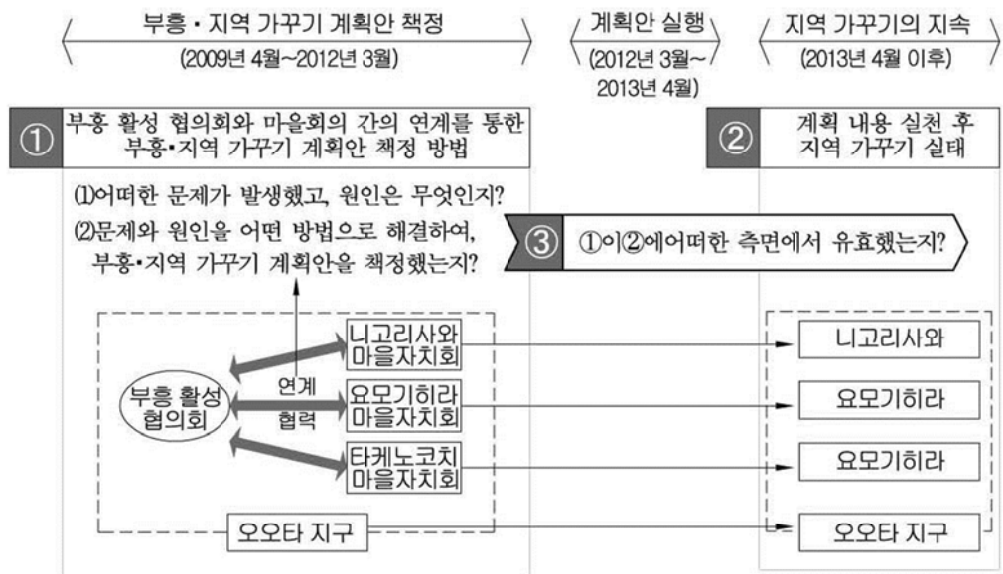 부흥・지역 가꾸기 계획안 책정
(2009년 4월~2012년 3월)
계획안 실행
(2012년 3월~
2013년 4월)
지역 가꾸기의 지속
(2013년 4월 이후)
① 부흥 활성 협의회와 마을회의 간의 연계를 통한
부흥▪지역 가꾸기 계획안 책정 방법
② 계획 내용 실천 후
지역 가꾸기 실태
(1)어떠한 문제가 발생했고, 원인은 무엇인지?
(2)문제와 원인을 어떤 방법으로 해결하여,
부흥▪지역 가꾸기 계획안을 책정했는지?
③ ①이②에어떠한 측면에서 유효했는지?
부흥 활성
협의회
연계
협력
니고리사와
마을자치회
요모기히라
마을자치회
타케노코치
마을자치회
오오타 지구
니고리사와
요모기히라
요모기히라
오오타 지구